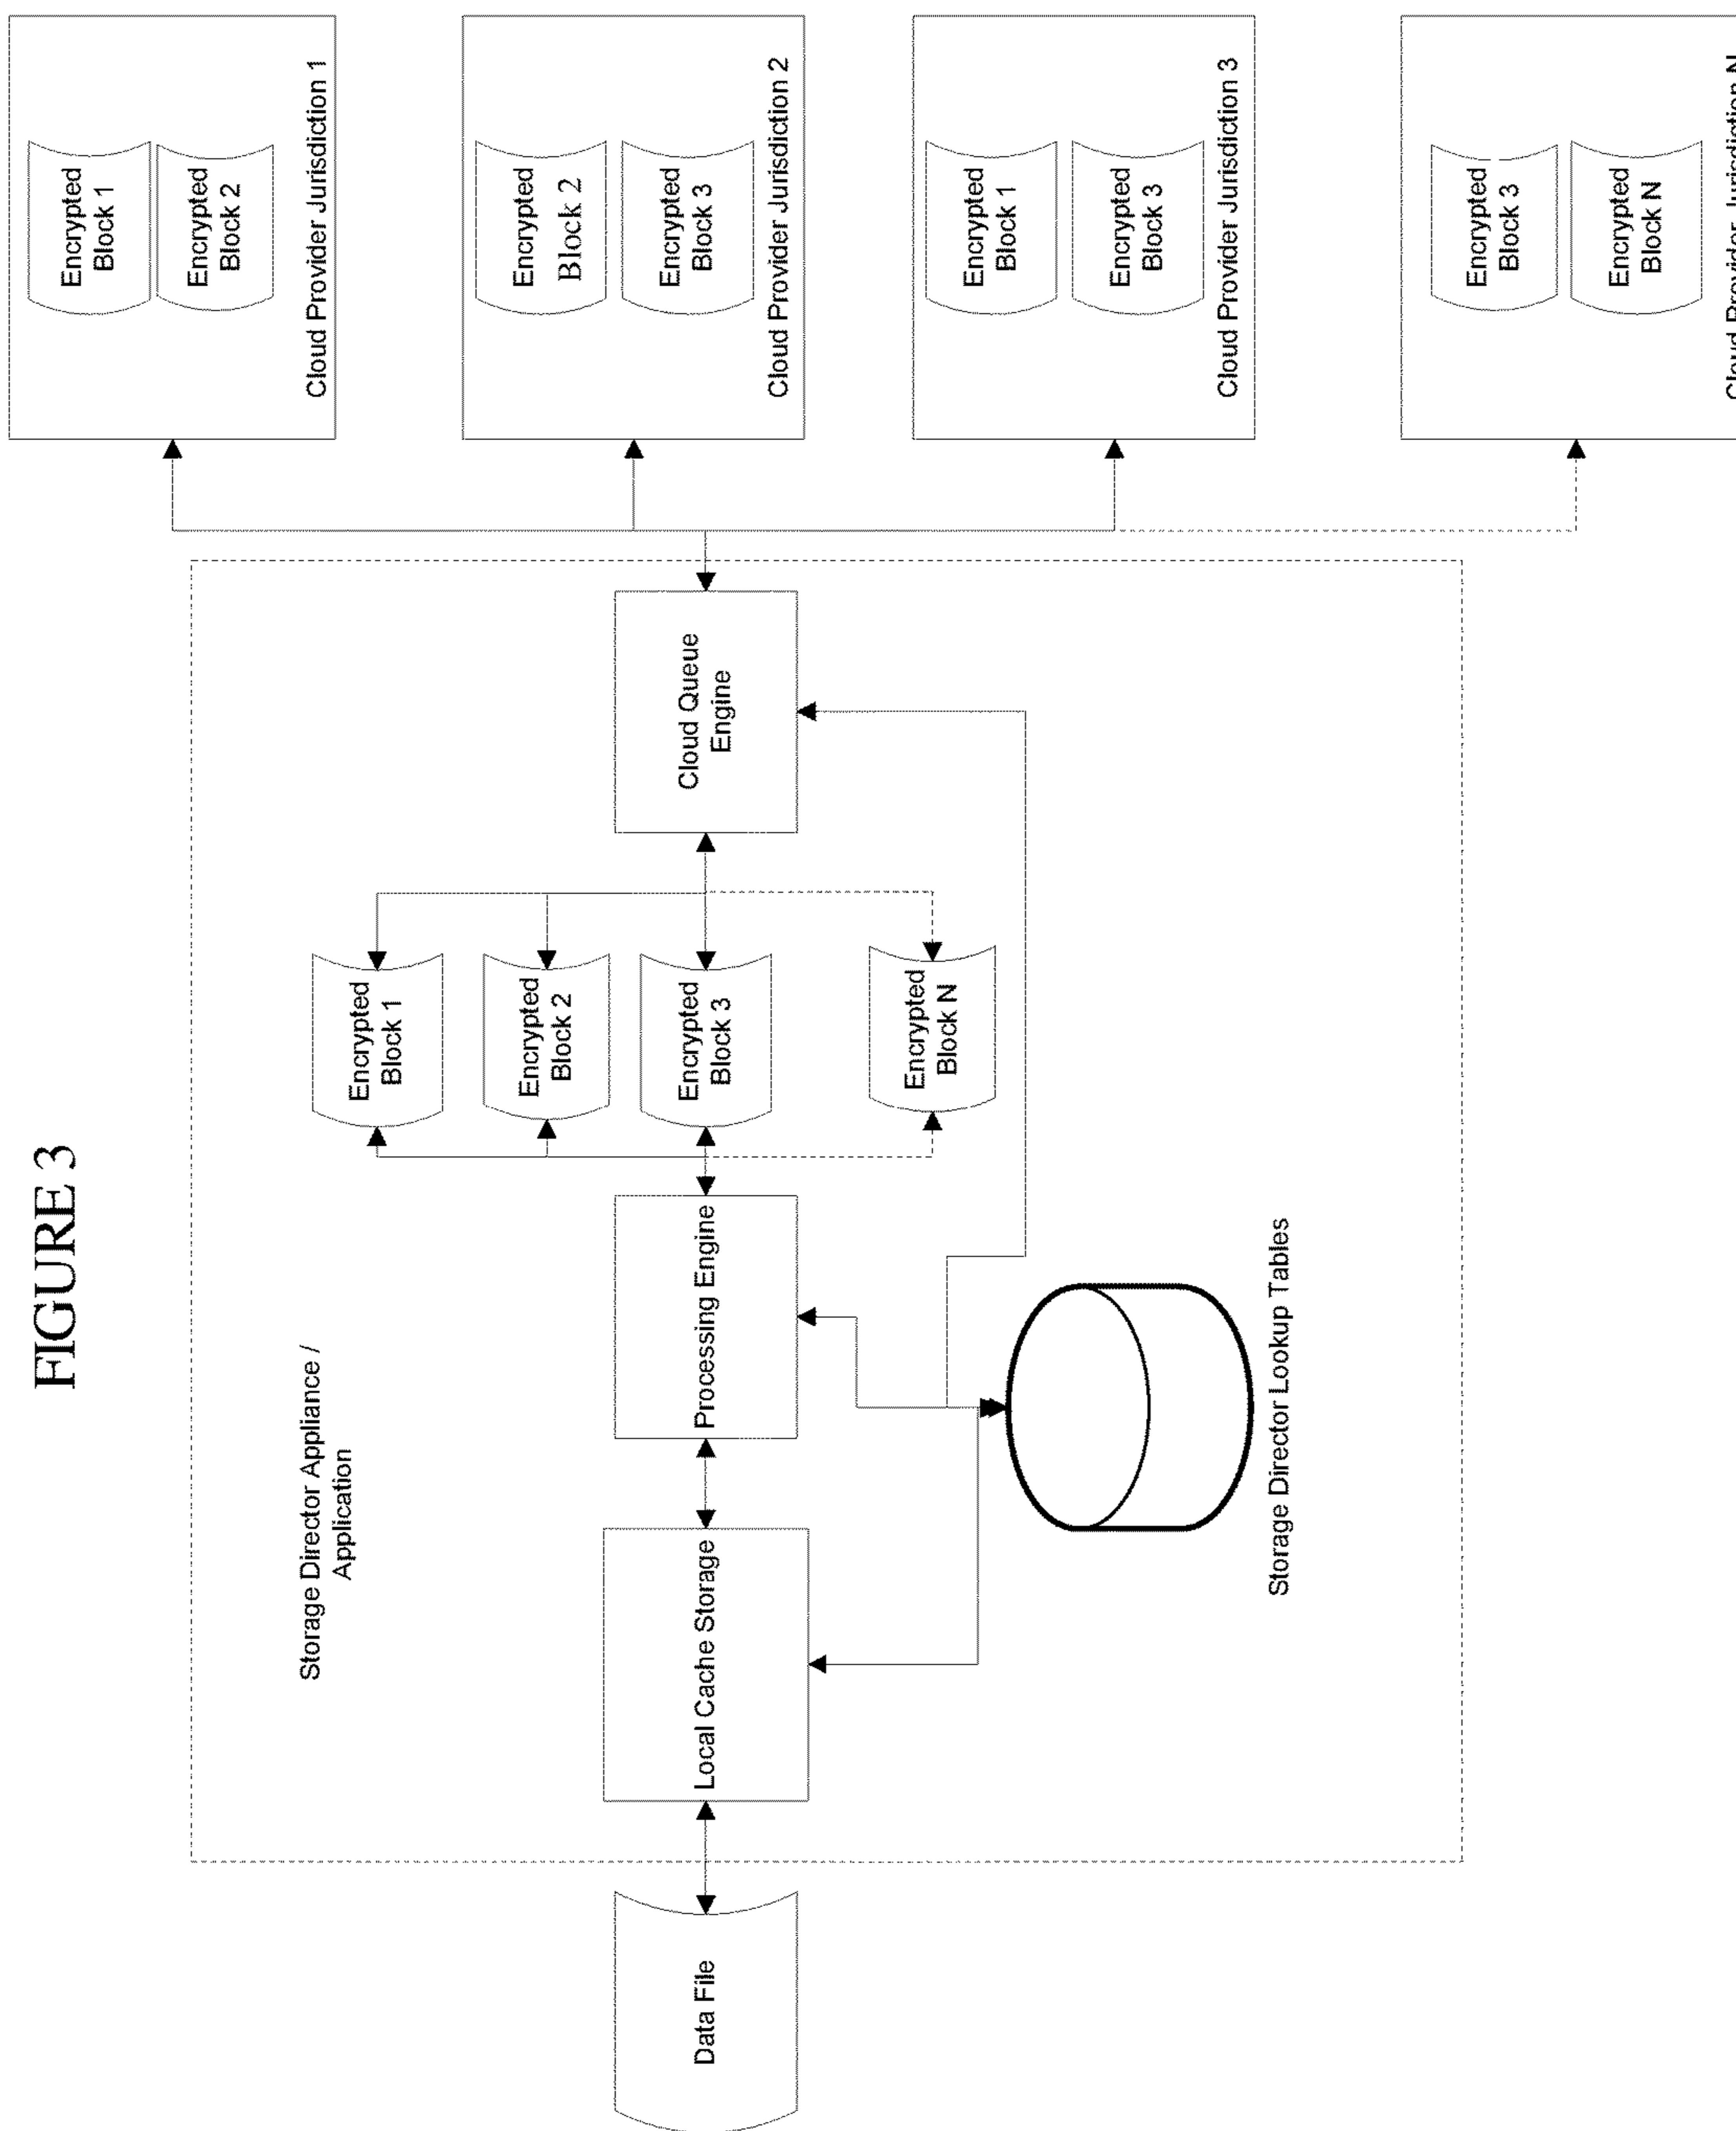 FIGURE 3
Data File
Storage Director Appliance /
Application
Local Cache Storage
Processing Engine
Storage Director Lookup Tables
Encrypted
Block 1
Encrypted
Block 2
Encrypted
Block 3
Encrypted
Block N
Cloud Queue
Engine
Encrypted
Block 1
Encrypted
Block 2
Cloud Provider Jurisdiction 1
Encrypted
Block 2
Encrypted
Block 3
Cloud Provider Jurisdiction 2
Encrypted
Block 1
Encrypted
Block 3
Cloud Provider Jurisdiction 3
Encrypted
Block 3
Encrypted
Block N
Cloud Provider Jurisdiction N